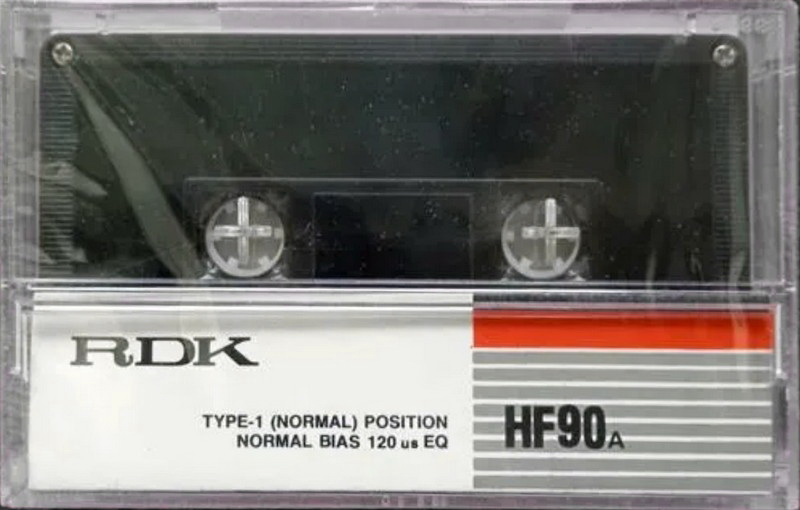 RDK
TYPE-1 (NORMAL) POSITION
NORMAL BIAS 120 us EQ
HF90A